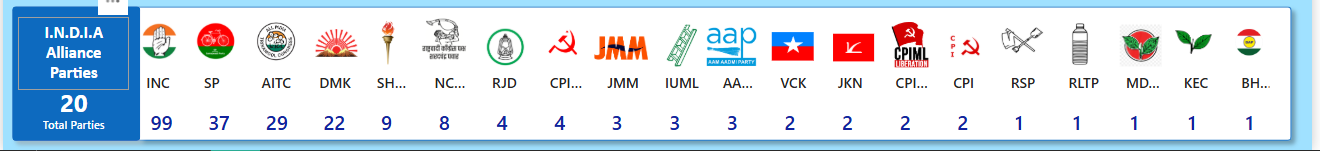 I.N.D.I.A
Alliance
Parties
20
Total Parties
JMM
aap
AAM AADMI PARTY
CPIML
LIBERATION
CPI
INC SP AITC DMK SH... NC... RJD CPI... JMM IUML AA... VCK JKN CPI... CPI RSP RLTP MD... KEC BH...
99 37 29 22 9 8 4 4 3 3 3 2 2 2 2 1 1 1 1 1